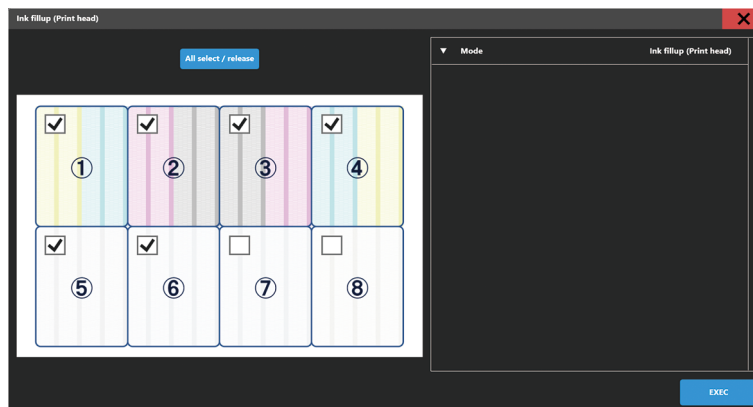 Ink fillup (Print head)
All select / release
Mode Ink fillup (Print head)
① ② ③ ④
⑤ ⑥ ⑦ ⑧
EXEC